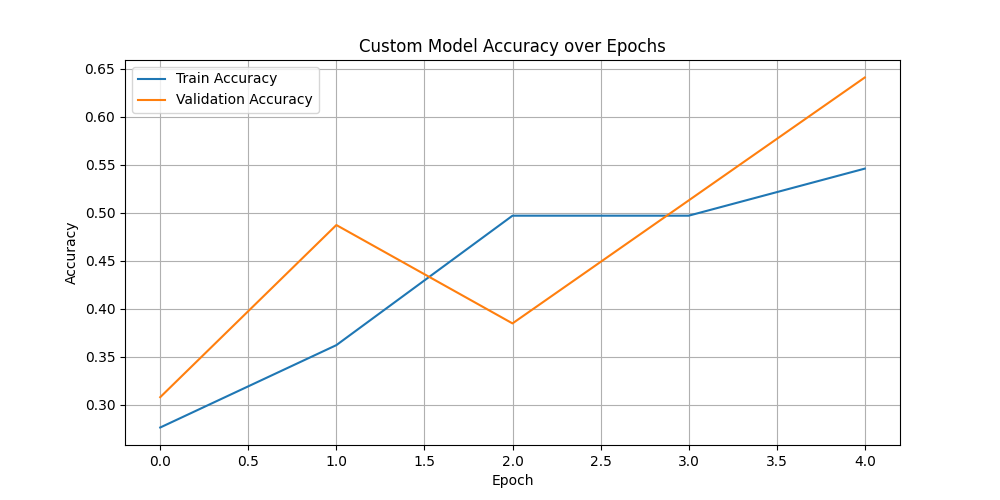 Custom Model Accuracy over Epochs
Train Accuracy
Validation Accuracy
0.65
0.60
0.55
0.50
0.45
0.40
0.35
0.30
Accuracy
0.0 0.5 1.0 1.5 2.0 2.5 3.0 3.5 4.0
Epoch